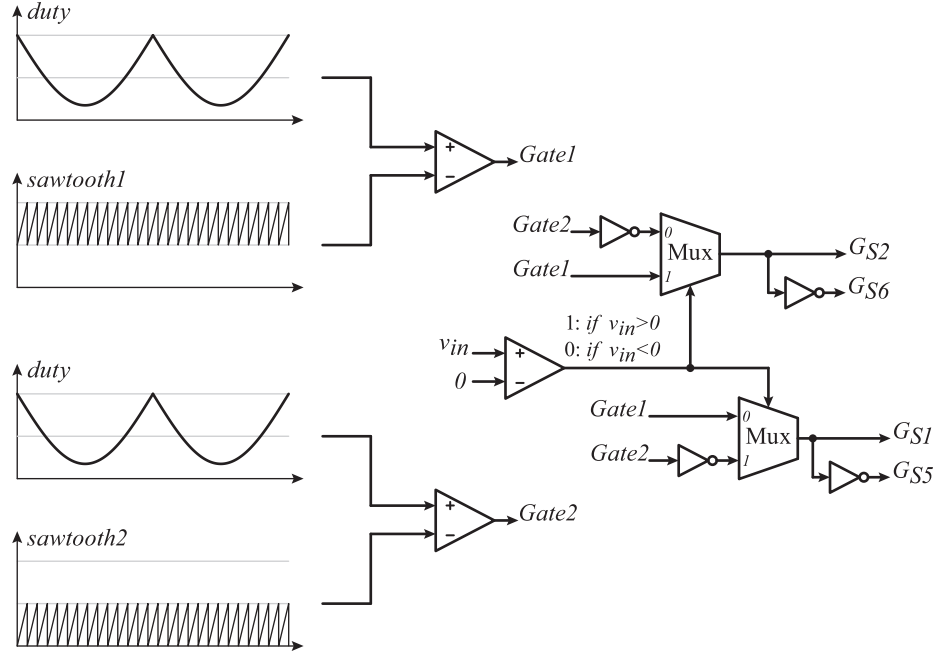 duty
sawtooth1
+
−
Gate1
Gate2
0
Mux
Gate1
1
G_S2
G_S6
1: if v_in>0
0: if v_in<0
v_in
+
0
−
duty
sawtooth2
+
−
Gate2
Gate1
0
Mux
Gate2
1
G_S1
G_S5